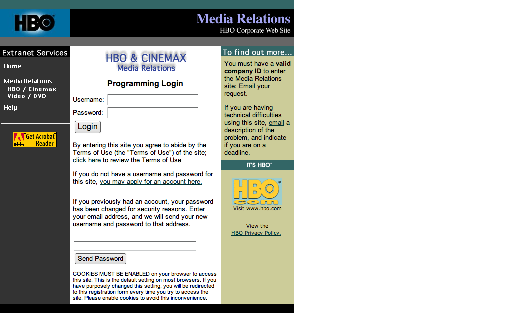 HBO
Media Relations
HBO Corporate Web Site
Extranet Services
Home
Media Relations
HBO / Cinemax
Video / DVD
Help
Get Acrobat
Reader
HBO & CINEMAX
Media Relations
Programming Login
Username:
Password:
Login
By entering this site you agree to abide by the
Terms of Use (the "Terms of Use") of the site;
click here to review the Terms of Use
If you do not have a username and password for
this site, you may apply for an account here.
If you previously had an account, your password
has been changed for security reasons. Enter
your email address, and we will send your new
username and password to that address.
Send Password
COOKIES MUST BE ENABLED on your browser to access
this site. This is the default setting on most browsers. If you
have purposely changed this setting, you will be redirected
to this registration form every time you try to access the
site. Please enable cookies to avoid this inconvenience.
To find out more...
You must have a valid
company ID to enter
the Media Relations
site: Email your
request.
If you are having
technical difficulties
using this site, email a
description of the
problem, and indicate
if you are on a
deadline.
IT'S HBO
HBO
COM
Visit www.hbo.com
View the
HBO Privacy Policy.